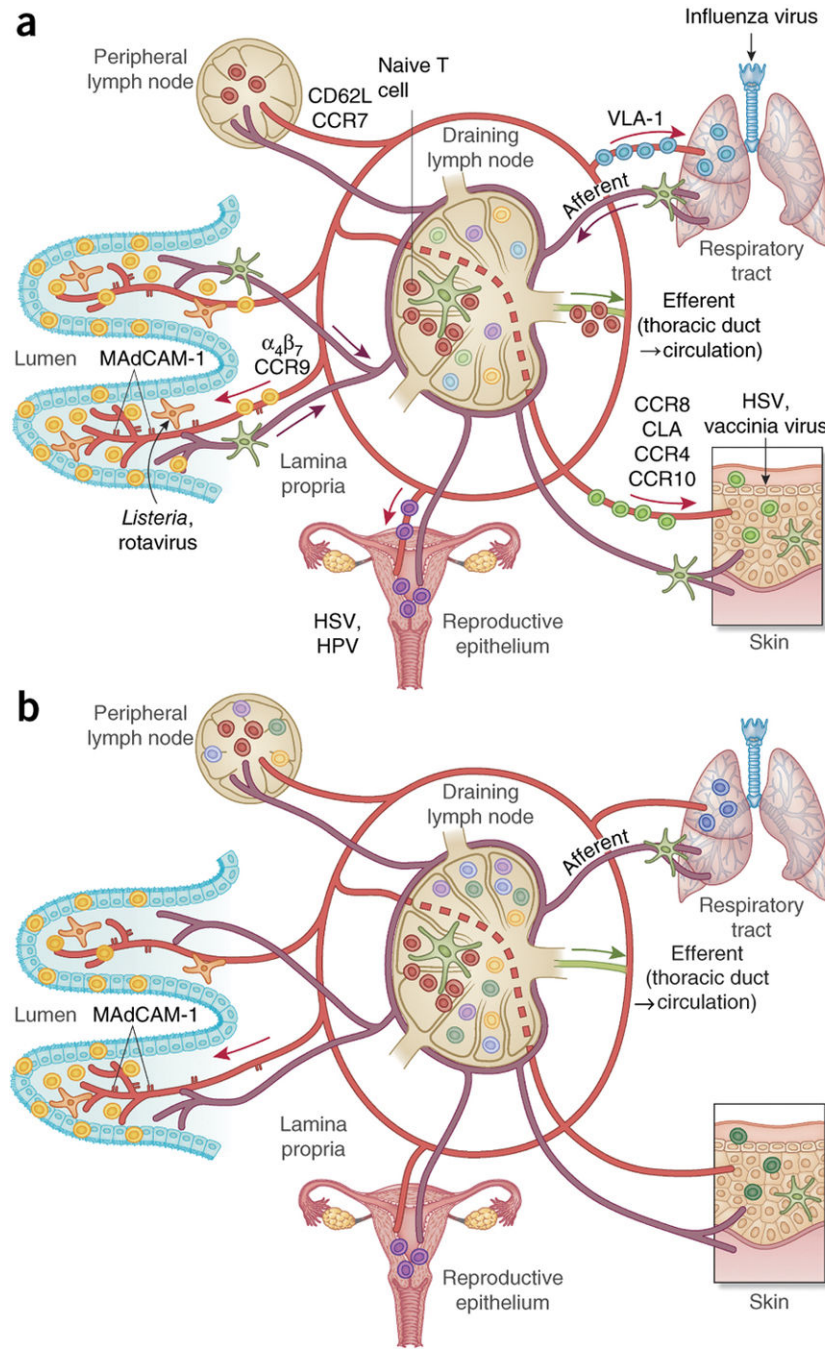 a
Influenza virus
Peripheral
lymph node
Naive T
cell
CD62L
CCR7
VLA-1
Draining
lymph node
Afferent
Respiratory
tract
Efferent
(thoracic duct
→circulation)
Lumen
MAdCAM-1
α4β7
CCR9
CCR8
CLA
CCR4
CCR10
HSV,
vaccinia virus
Lamina
propria
Listeria,
rotavirus
HSV,
HPV
Reproductive
epithelium
Skin
b
Peripheral
lymph node
Draining
lymph node
Afferent
Respiratory
tract
Efferent
(thoracic duct
→circulation)
Lumen
MAdCAM-1
Lamina
propria
Reproductive
epithelium
Skin